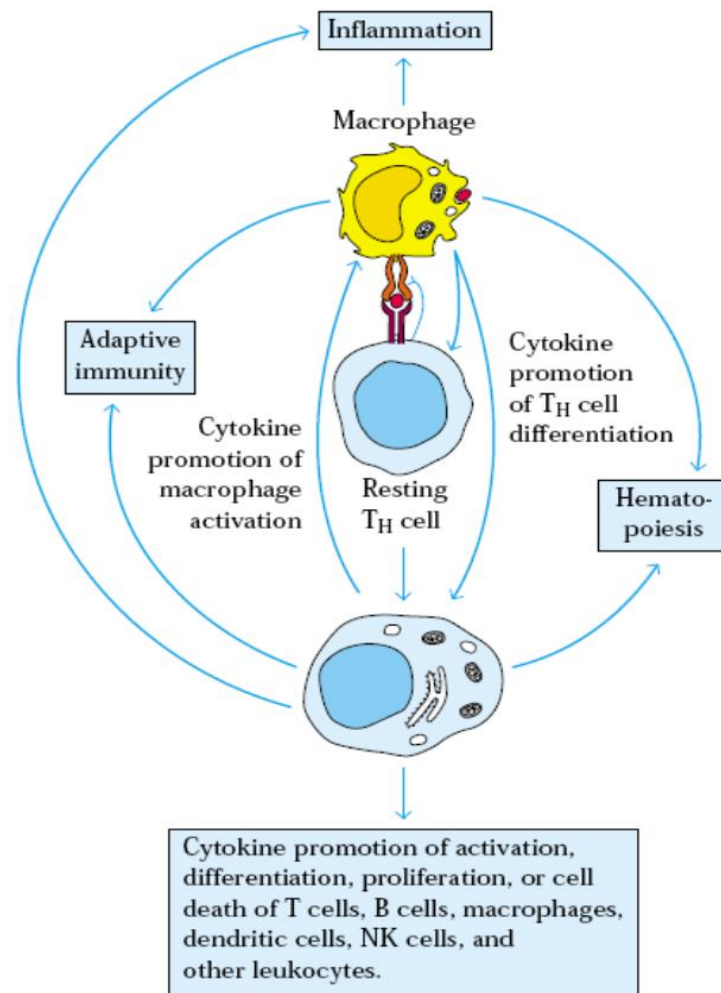 Inflammation
Macrophage
Adaptive
immunity
Cytokine
promotion
of TH cell
differentiation
Cytokine
promotion of
macrophage
activation
Resting
TH cell
Hemato-
poiesis
Cytokine promotion of activation,
differentiation, proliferation, or cell
death of T cells, B cells, macrophages,
dendritic cells, NK cells, and
other leukocytes.